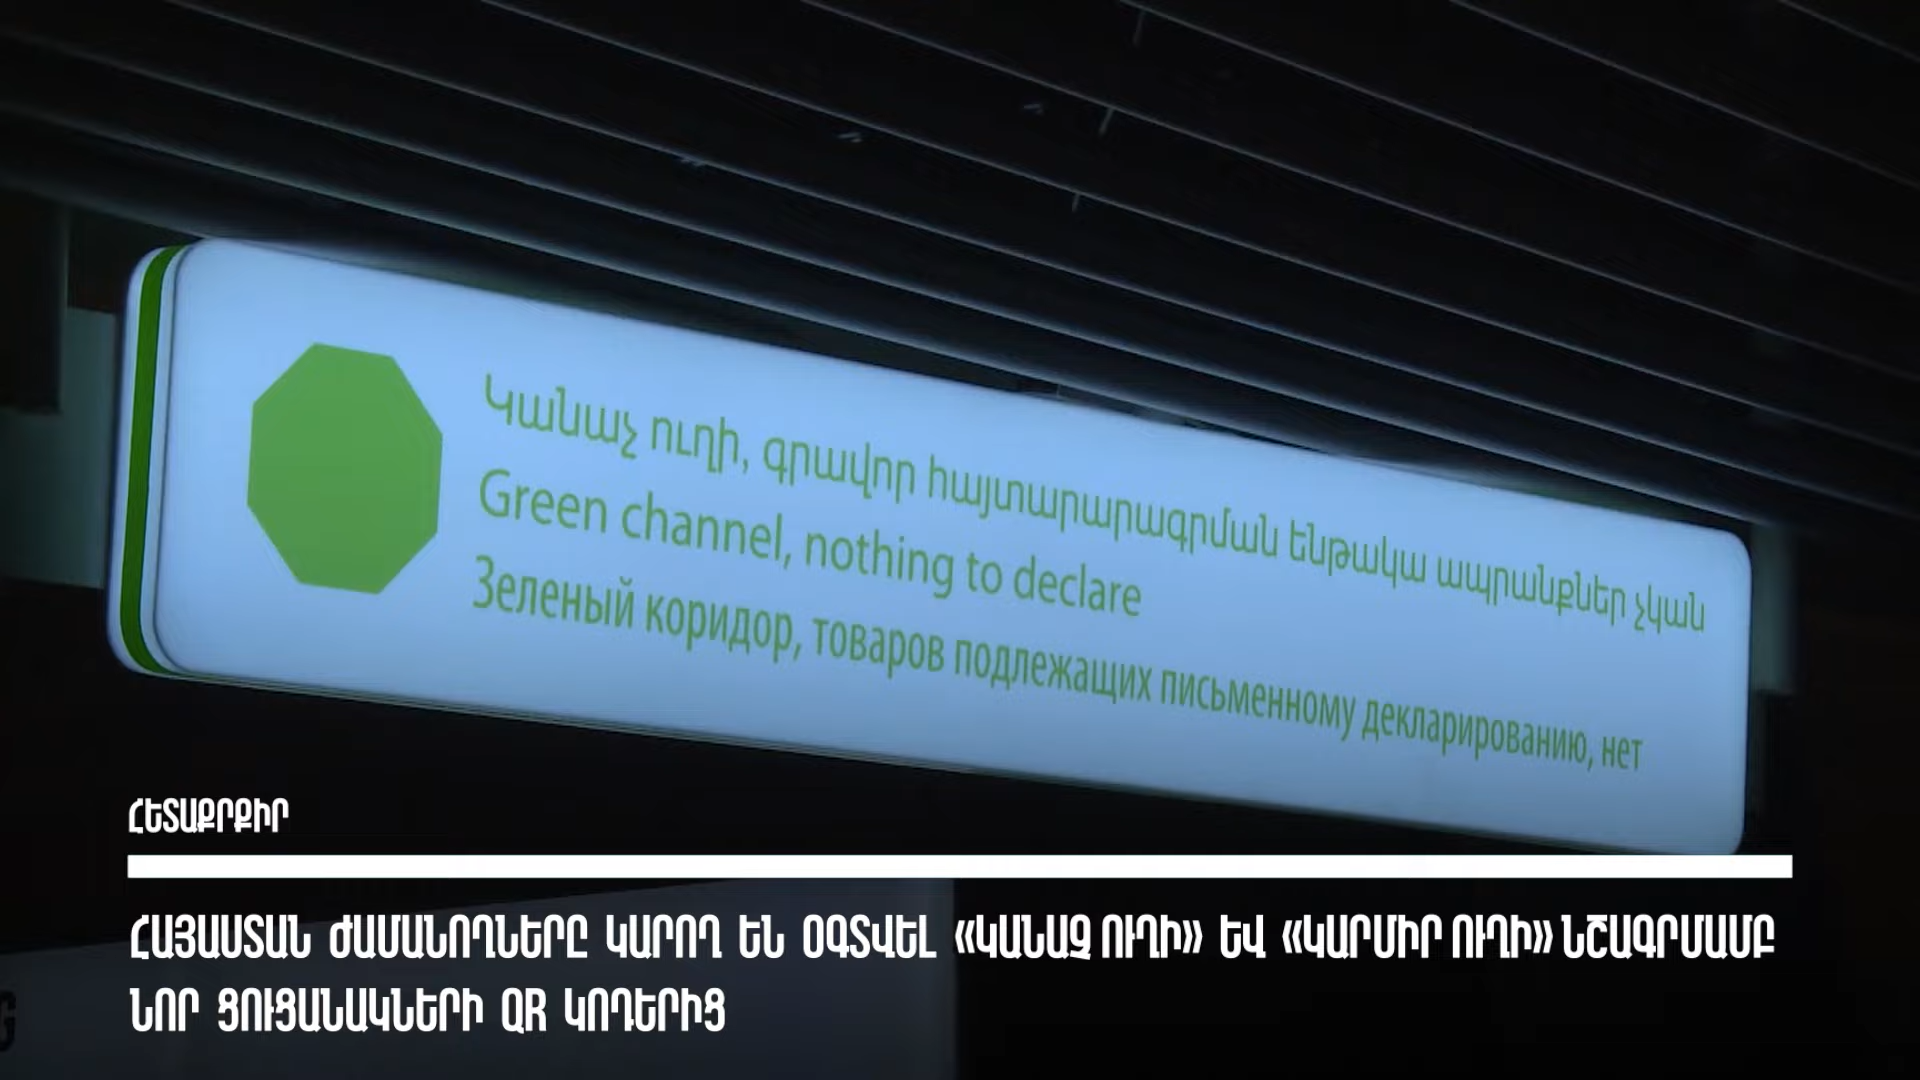 Կանաչ ուղի, գրավոր հայտարարագրման ենթակա ապրանքներ չկան
Green channel, nothing to declare
Зеленый коридор, товаров подлежащих письменному декларированию, нет
ՀԵՏԱՔՐՔԻՐ
ՀԱՅԱՍՏԱՆ ԺԱՄԱՆՈՂՆԵՐԸ ԿԱՐՈՂ ԵՆ ՕԳՏՎԵԼ «ԿԱՆԱՉ ՈՒՂԻ» ԵՎ «ԿԱՐՄԻՐ ՈՒՂԻ» ՆՇԱԳՐՄԱՄԲ
ՆՈՐ ՑՈՒՑԱՆԱԿՆԵՐԻ QR ԿՈԴԵՐԻՑ